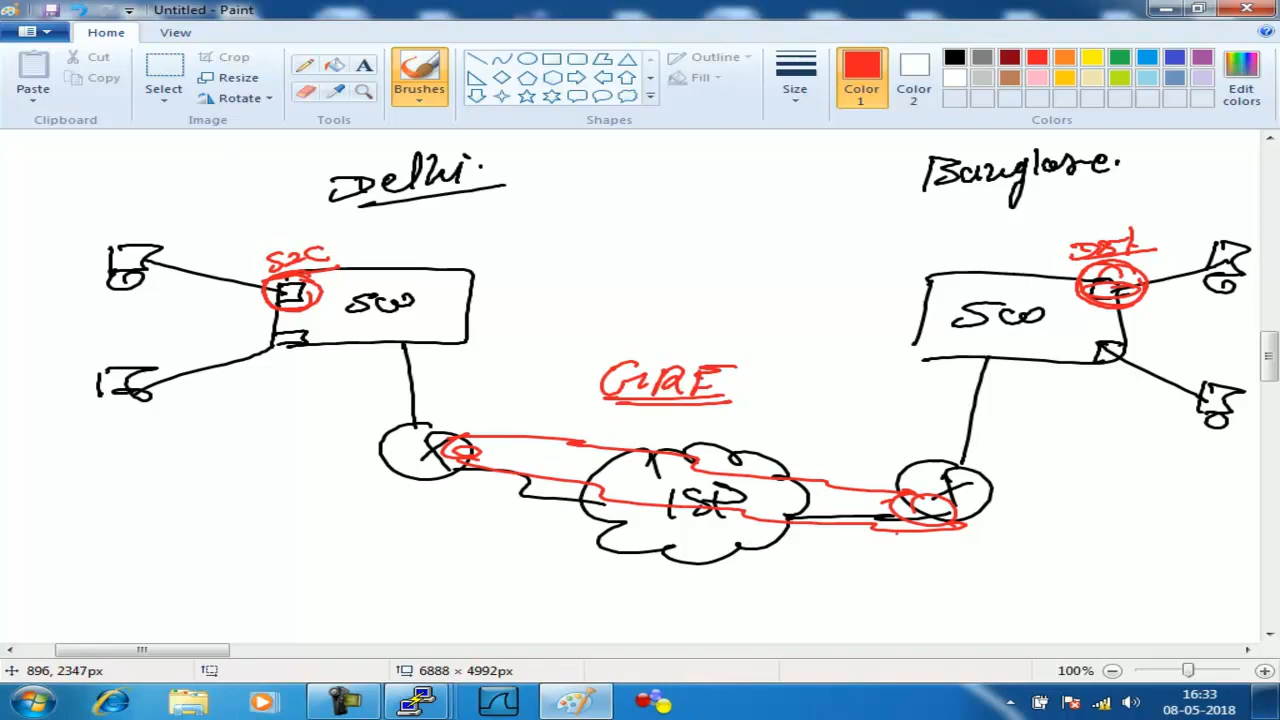 Untitled - Paint
Home View
Cut
Copy
Paste
Clipboard
Select
Crop
Resize
Rotate
Image
Tools
Brushes
Shapes
Outline
Fill
Size
Color 1
Color 2
Edit colors
Colors
Delhi.
Banglore.
SRC
DST
SW
SW
GRE
ISP
896, 2347px
6888 × 4992px
100%
16:33
08-05-2018